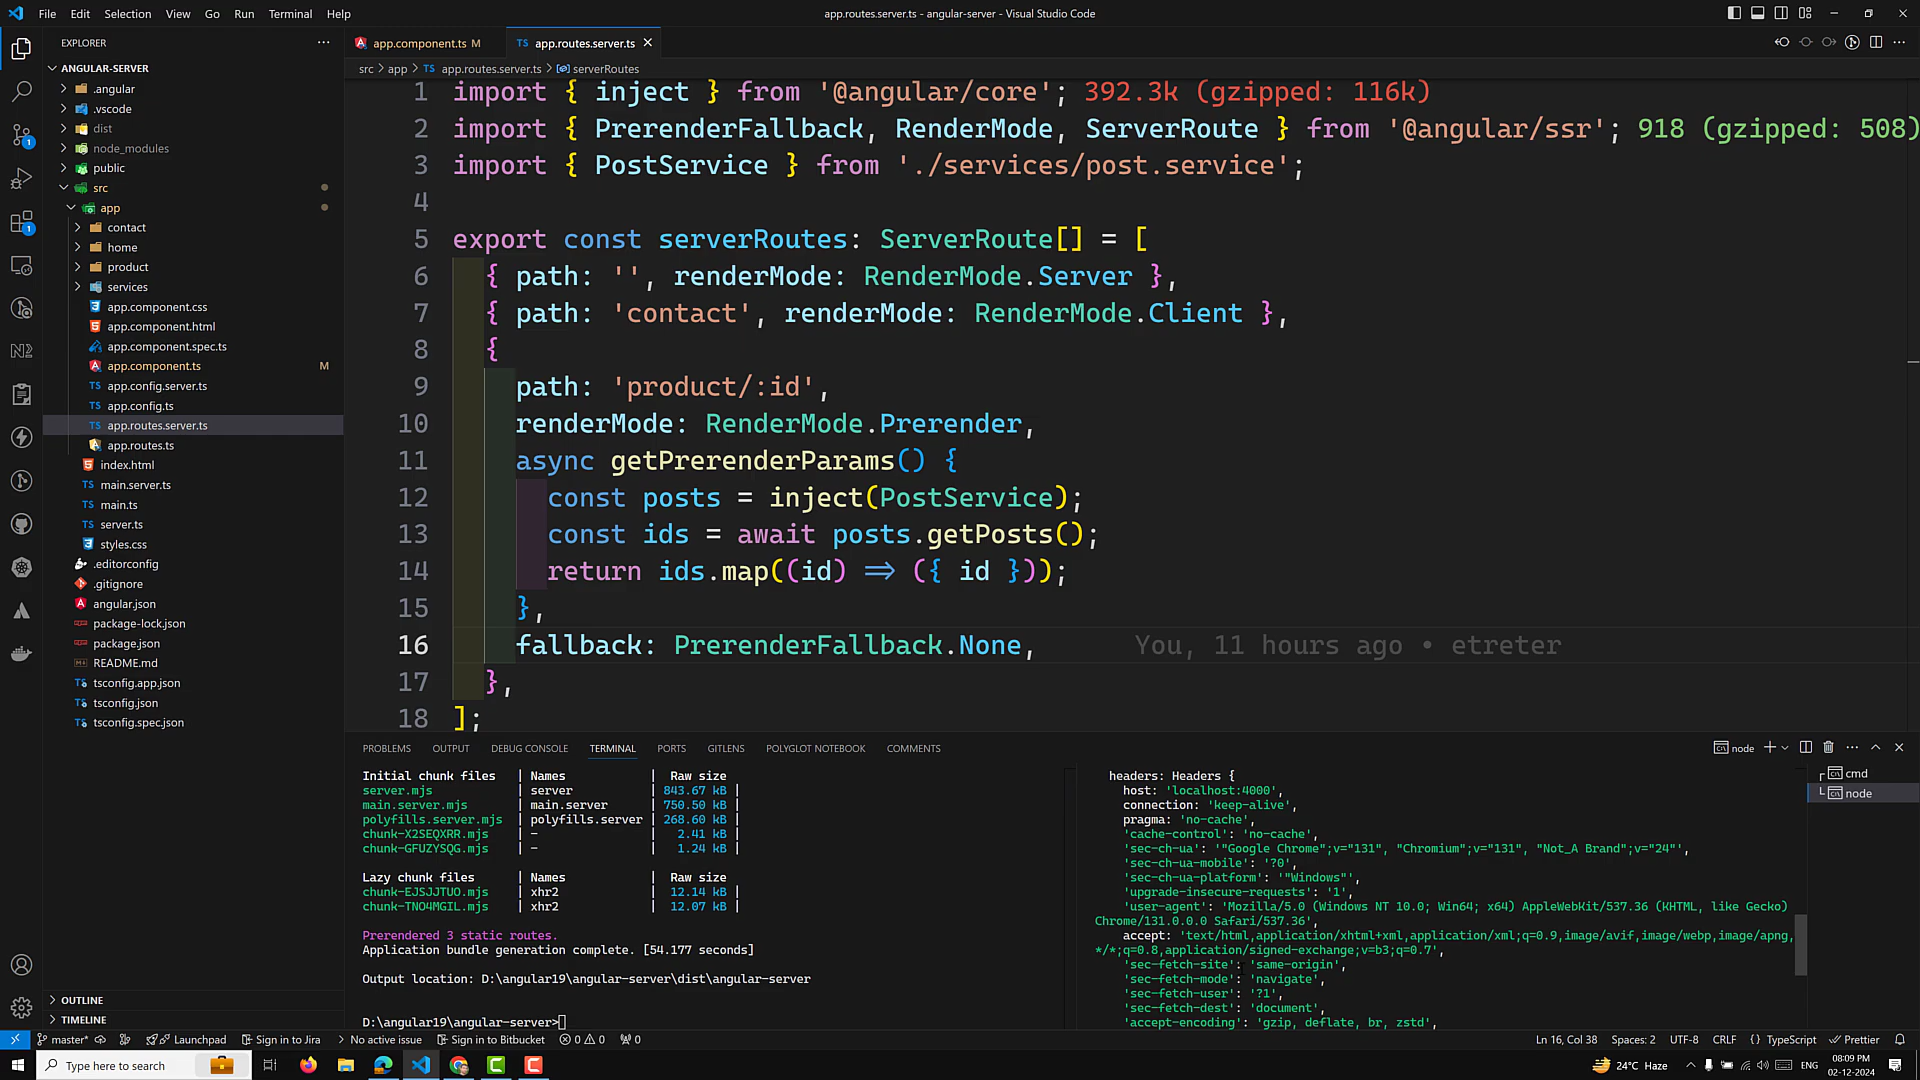 File Edit Selection View Go Run Terminal Help
app.routes.server.ts - angular-server - Visual Studio Code
EXPLORER
ANGULAR-SERVER
.angular
.vscode
dist
node_modules
public
src
app
contact
home
product
services
app.component.css
app.component.html
app.component.spec.ts
app.component.ts M
app.config.server.ts
app.config.ts
app.routes.server.ts
app.routes.ts
index.html
main.server.ts
main.ts
server.ts
styles.css
.editorconfig
.gitignore
angular.json
package-lock.json
package.json
README.md
tsconfig.app.json
tsconfig.json
tsconfig.spec.json
OUTLINE
TIMELINE
app.component.ts M
app.routes.server.ts
src > app > TS app.routes.server.ts > serverRoutes
1 import { inject } from '@angular/core'; 392.3k (gzipped: 116k)
2 import { PrerenderFallback, RenderMode, ServerRoute } from '@angular/ssr'; 918 (gzipped: 508)
3 import { PostService } from './services/post.service';
4
5 export const serverRoutes: ServerRoute[] = [
6 { path: '', renderMode: RenderMode.Server },
7 { path: 'contact', renderMode: RenderMode.Client },
8 {
9 path: 'product/:id',
10 renderMode: RenderMode.Prerender,
11 async getPrerenderParams() {
12 const posts = inject(PostService);
13 const ids = await posts.getPosts();
14 return ids.map((id) => ({ id }));
15 },
16 fallback: PrerenderFallback.None, You, 11 hours ago • etreter
17 },
18 ];
PROBLEMS OUTPUT DEBUG CONSOLE TERMINAL PORTS GITLENS POLYGLOT NOTEBOOK COMMENTS
node
cmd
node
Initial chunk files | Names | Raw size
server.mjs | server | 843.67 kB |
main.server.mjs | main.server | 750.50 kB |
polyfills.server.mjs | polyfills.server | 268.60 kB |
chunk-X2SEQXRR.mjs | - | 2.41 kB |
chunk-GFUZYSQG.mjs | - | 1.24 kB |
Lazy chunk files | Names | Raw size
chunk-EJSJJTUO.mjs | xhr2 | 12.14 kB |
chunk-TNO4MGIL.mjs | xhr2 | 12.07 kB |
Prerendered 3 static routes.
Application bundle generation complete. [54.177 seconds]
Output location: D:\angular19\angular-server\dist\angular-server
D:\angular19\angular-server>
headers: Headers {
host: 'localhost:4000',
connection: 'keep-alive',
pragma: 'no-cache',
'cache-control': 'no-cache',
'sec-ch-ua': '"Google Chrome";v="131", "Chromium";v="131", "Not_A Brand";v="24"',
'sec-ch-ua-mobile': '?0',
'sec-ch-ua-platform': '"Windows"',
'upgrade-insecure-requests': '1',
'user-agent': 'Mozilla/5.0 (Windows NT 10.0; Win64; x64) AppleWebKit/537.36 (KHTML, like Gecko)
Chrome/131.0.0.0 Safari/537.36',
accept: 'text/html,application/xhtml+xml,application/xml;q=0.9,image/avif,image/webp,image/apng,
*/*;q=0.8,application/signed-exchange;v=b3;q=0.7',
'sec-fetch-site': 'same-origin',
'sec-fetch-mode': 'navigate',
'sec-fetch-user': '?1',
'sec-fetch-dest': 'document',
'accept-encoding': 'gzip, deflate, br, zstd',
master* Launchpad Sign in to Jira No active issue Sign in to Bitbucket 0 0 0
Ln 16, Col 38 Spaces: 2 UTF-8 CRLF {} TypeScript Prettier
Type here to search
24°C Haze ENG 08:09 PM
02-12-2024